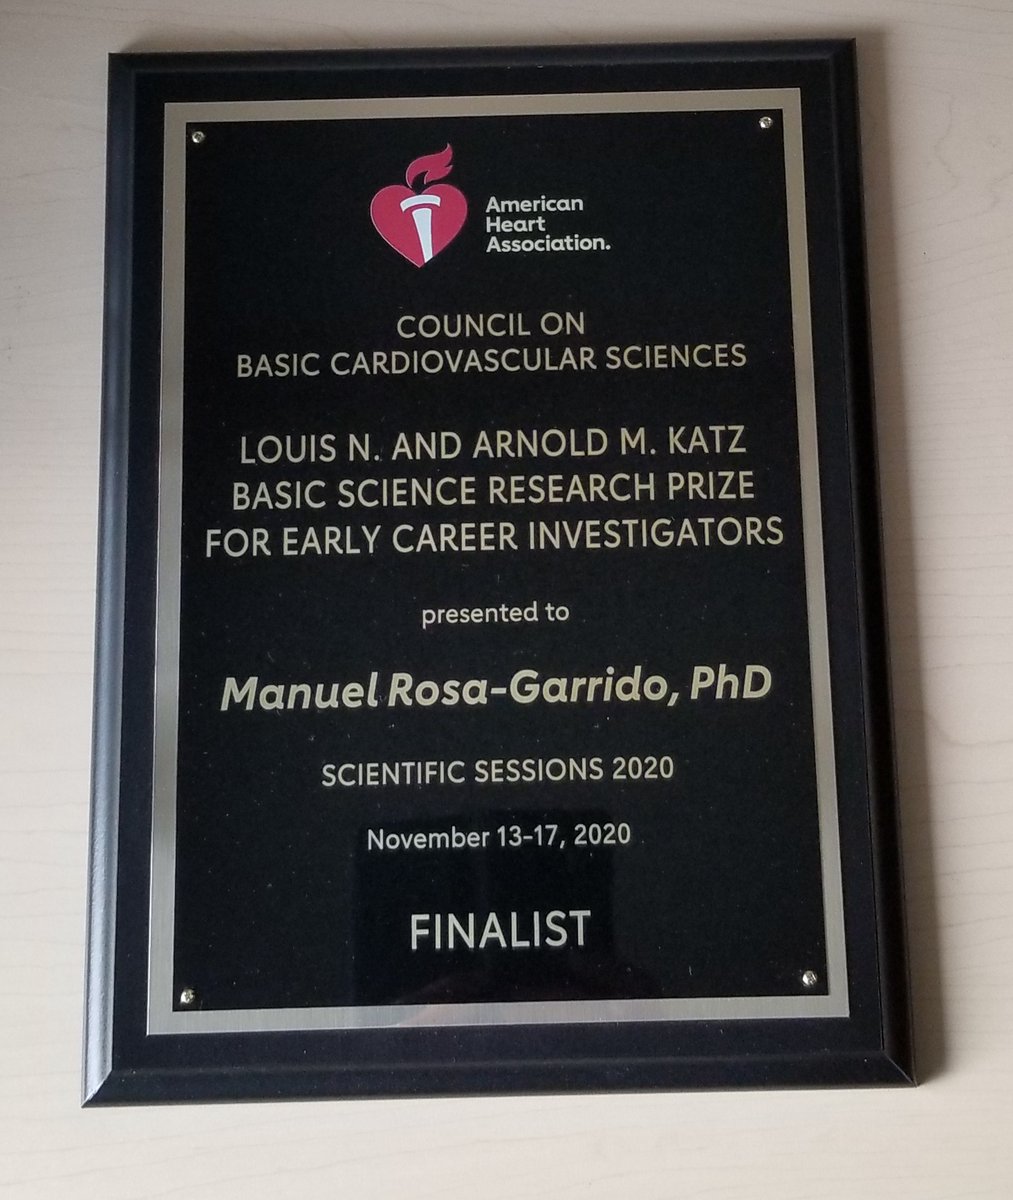 American
Heart
Association.
COUNCIL ON
BASIC CARDIOVASCULAR SCIENCES
LOUIS N. AND ARNOLD M. KATZ
BASIC SCIENCE RESEARCH PRIZE
FOR EARLY CAREER INVESTIGATORS
presented to
Manuel Rosa-Garrido, PhD
SCIENTIFIC SESSIONS 2020
November 13-17, 2020
FINALIST